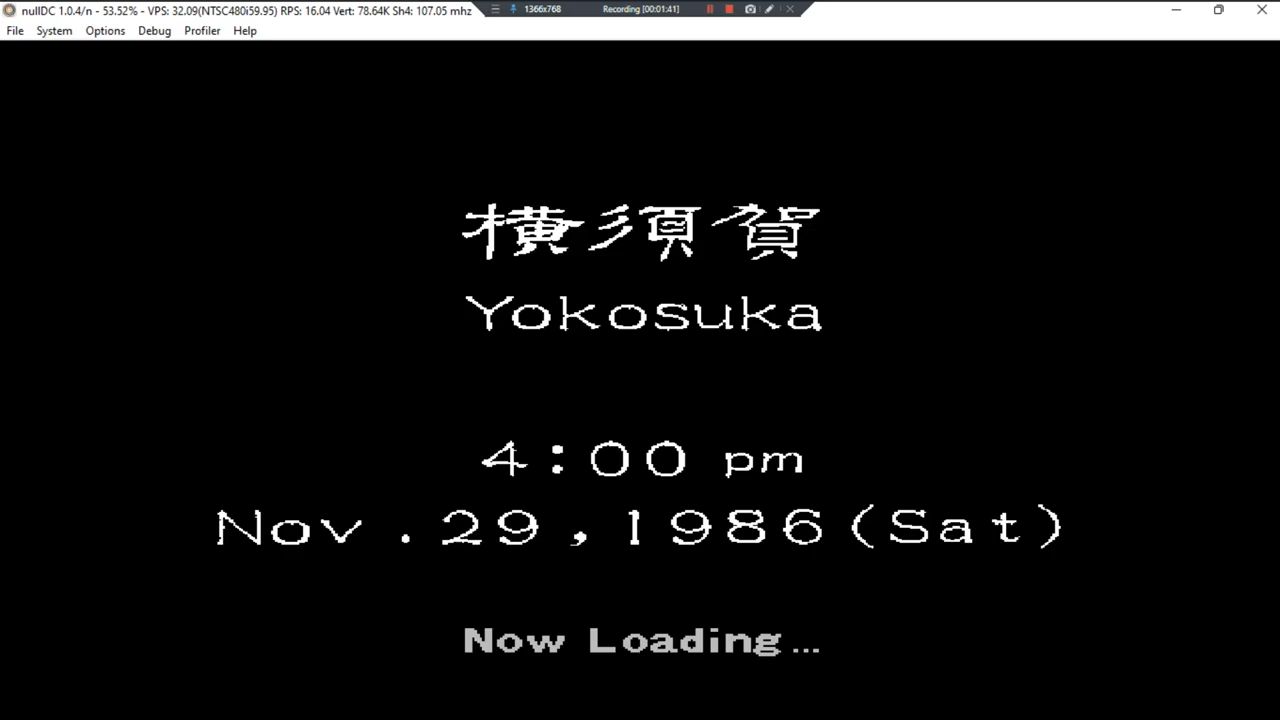 nullDC 1.0.4/n - 53.52% - VPS: 32.09(NTSC480i59.95) RPS: 16.04 Vert: 78.64K Sh4: 107.05 mhz
1366x768
Recording [00:01:41]
File System Options Debug Profiler Help
横須賀
Yokosuka
4:00 pm
Nov.29,1986(Sat)
Now Loading...